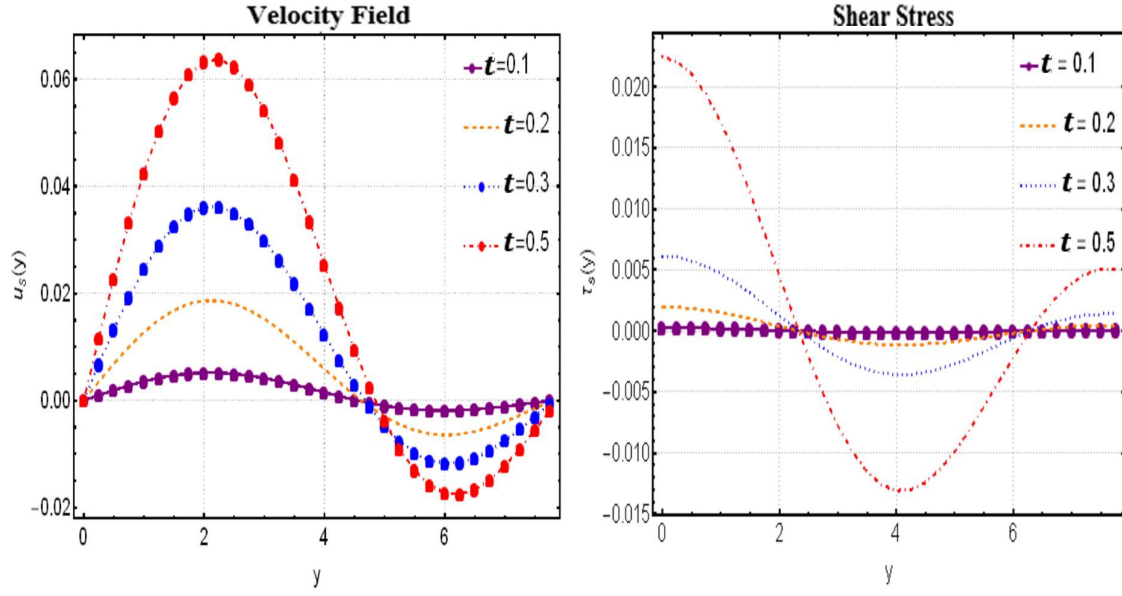 Velocity Field
0.06
0.04
0.02
0.00
−0.02
0
2
4
6
u_s(y)
y
t=0.1
t=0.2
t=0.3
t=0.5
Shear Stress
0.020
0.015
0.010
0.005
0.000
−0.005
−0.010
−0.015
0
2
4
6
τ_s(y)
y
t = 0.1
t = 0.2
t = 0.3
t = 0.5